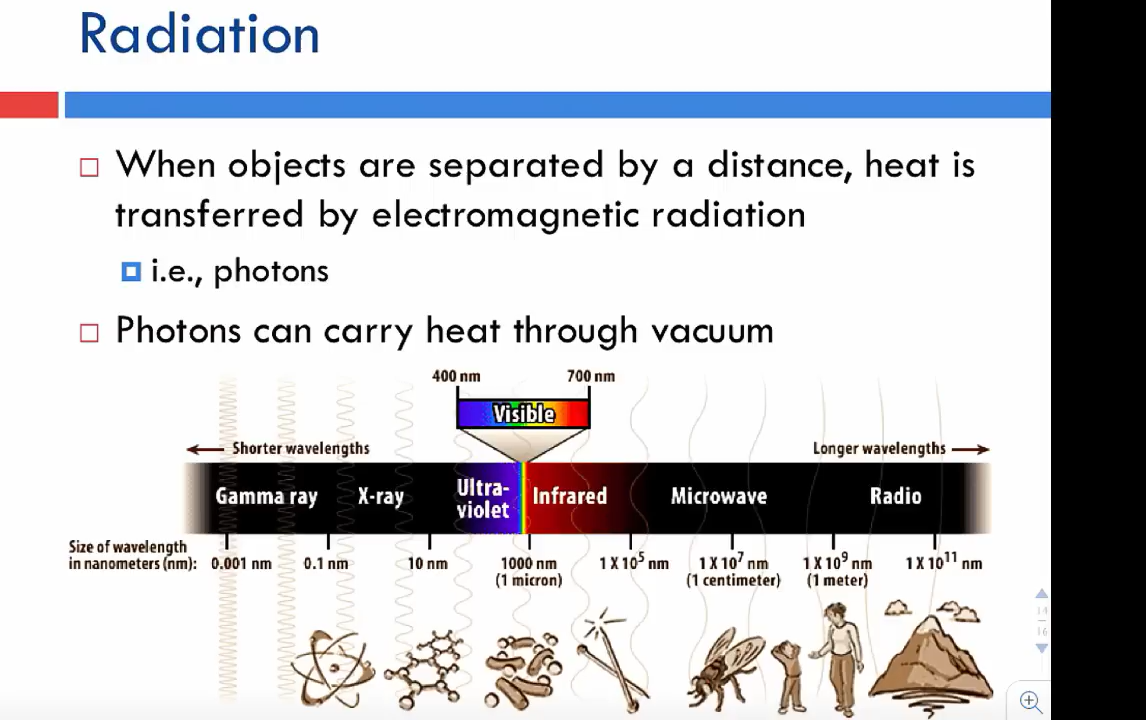 Radiation
When objects are separated by a distance, heat is
transferred by electromagnetic radiation
i.e., photons
Photons can carry heat through vacuum
400 nm 700 nm
Visible
Shorter wavelengths Longer wavelengths
Gamma ray X-ray Ultra-violet Infrared Microwave Radio
Size of wavelength
in nanometers (nm): 0.001 nm 0.1 nm 10 nm 1000 nm 1 X 10⁵ nm 1 X 10⁷ nm 1 X 10⁹ nm 1 X 10¹¹ nm
(1 micron) (1 centimeter) (1 meter)
14
16